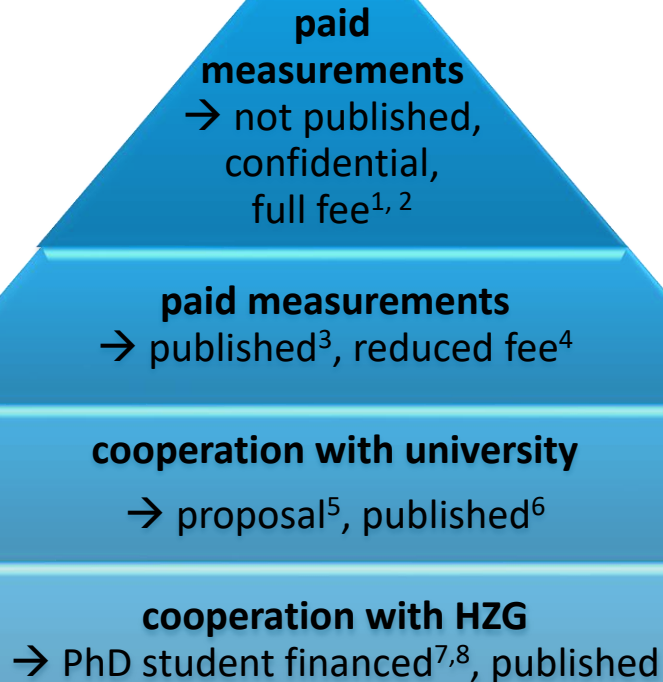 paid
measurements
→ not published,
confidential,
full fee1, 2
paid measurements
→ published3, reduced fee4
cooperation with university
→ proposal5, published6
cooperation with HZG
→ PhD student financed7,8, published